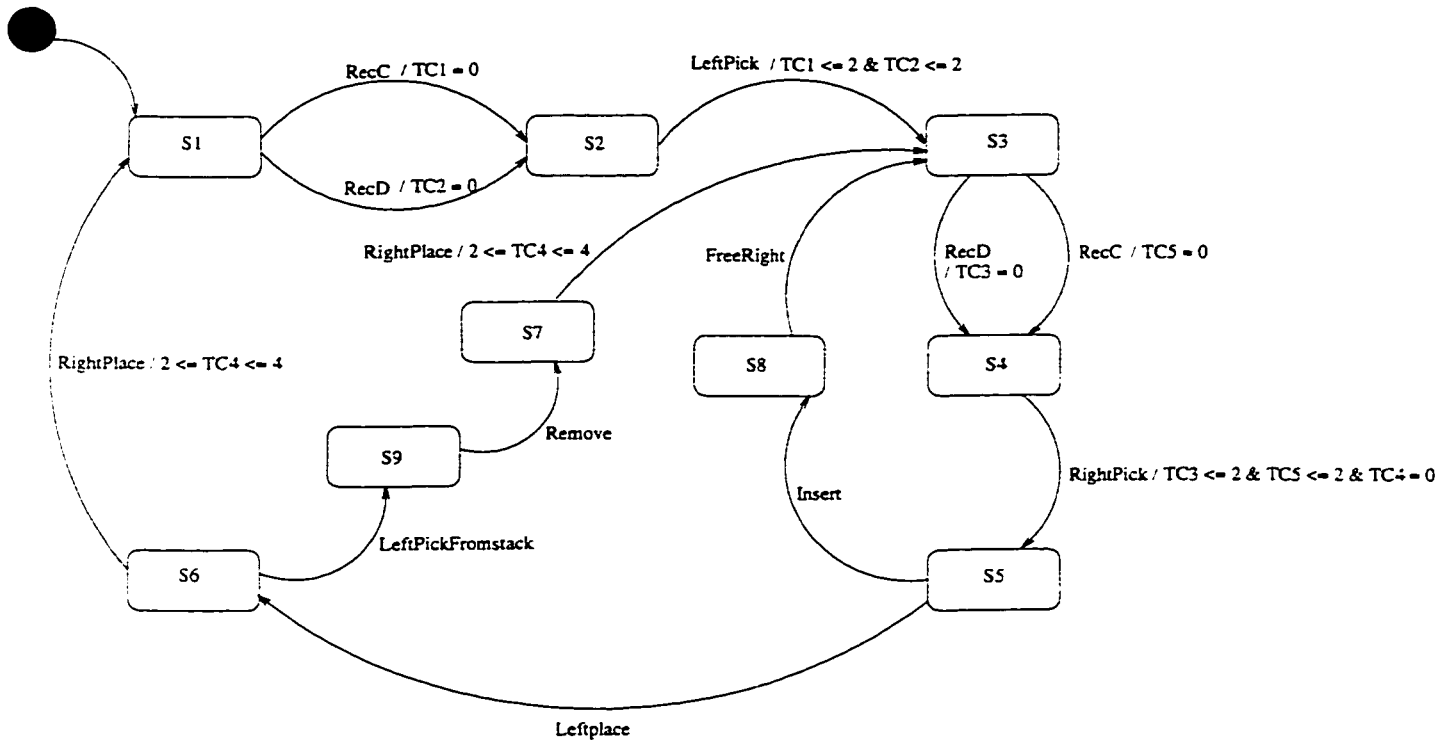 RecC / TC1 = 0
LeftPick / TC1 <= 2 & TC2 <= 2
S1
S2
S3
RecD / TC2 = 0
RightPlace / 2 <= TC4 <= 4
FreeRight
RecD
/ TC3 = 0
RecC / TC5 = 0
S7
S8
S4
RightPlace / 2 <= TC4 <= 4
Remove
S9
RightPick / TC3 <= 2 & TC5 <= 2 & TC4 = 0
Insert
LeftPickFromstack
S6
S5
Leftplace